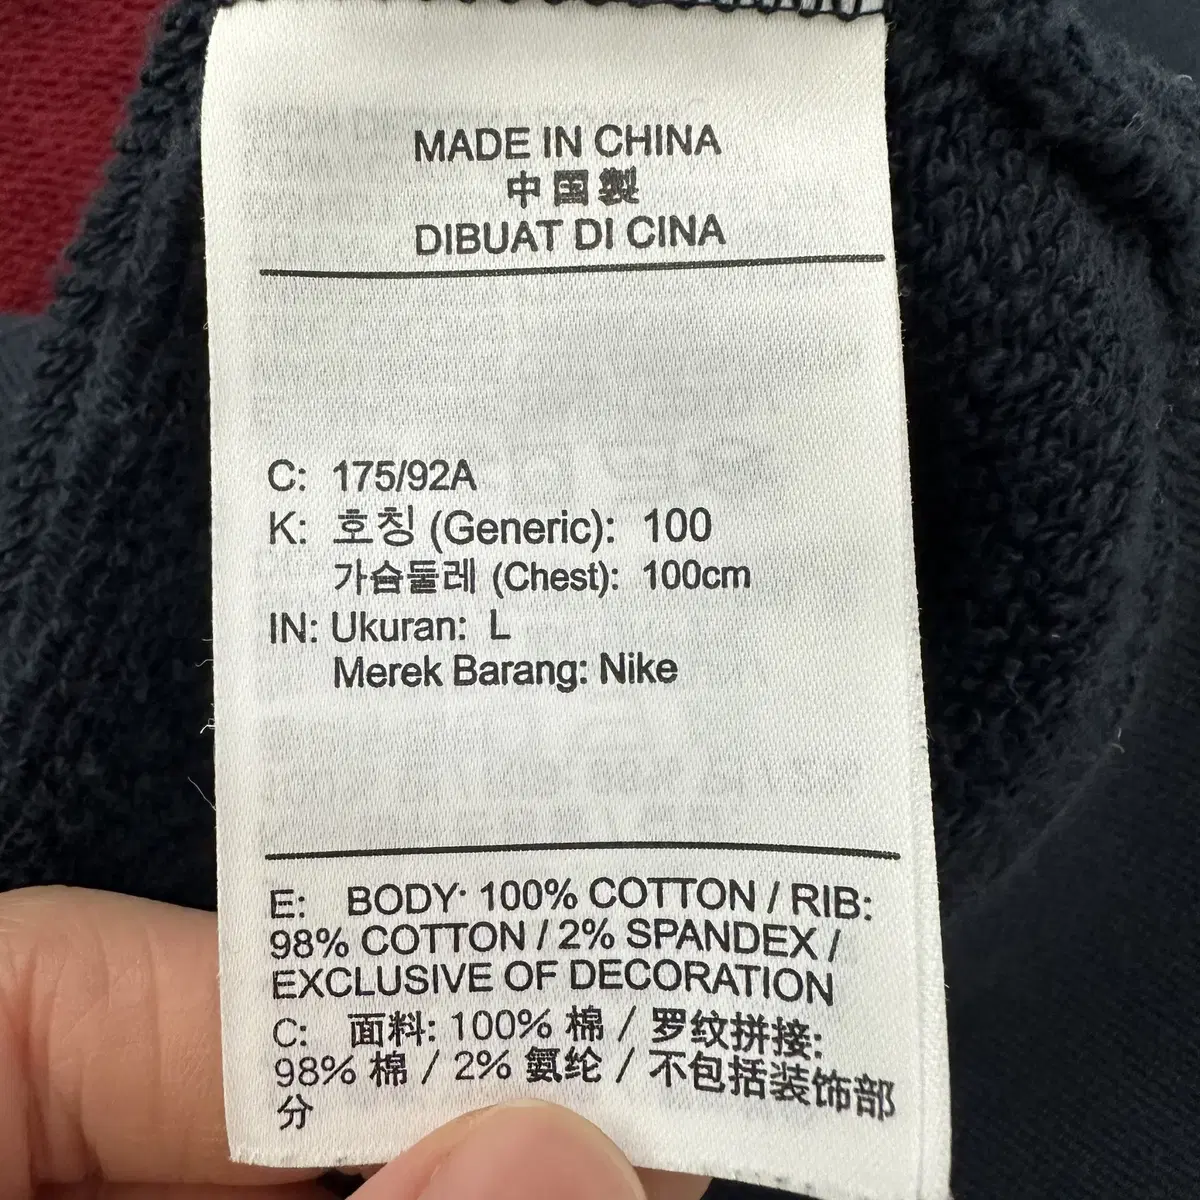 MADE IN CHINA
中国製
DIBUAT DI CINA
C: 175/92A
K: 호칭 (Generic): 100
가슴둘레 (Chest): 100cm
IN: Ukuran: L
Merek Barang: Nike
E: BODY: 100% COTTON / RIB:
98% COTTON / 2% SPANDEX /
EXCLUSIVE OF DECORATION
C: 面料: 100% 棉 / 罗纹拼接:
98% 棉 / 2% 氨纶 / 不包括装饰部
分